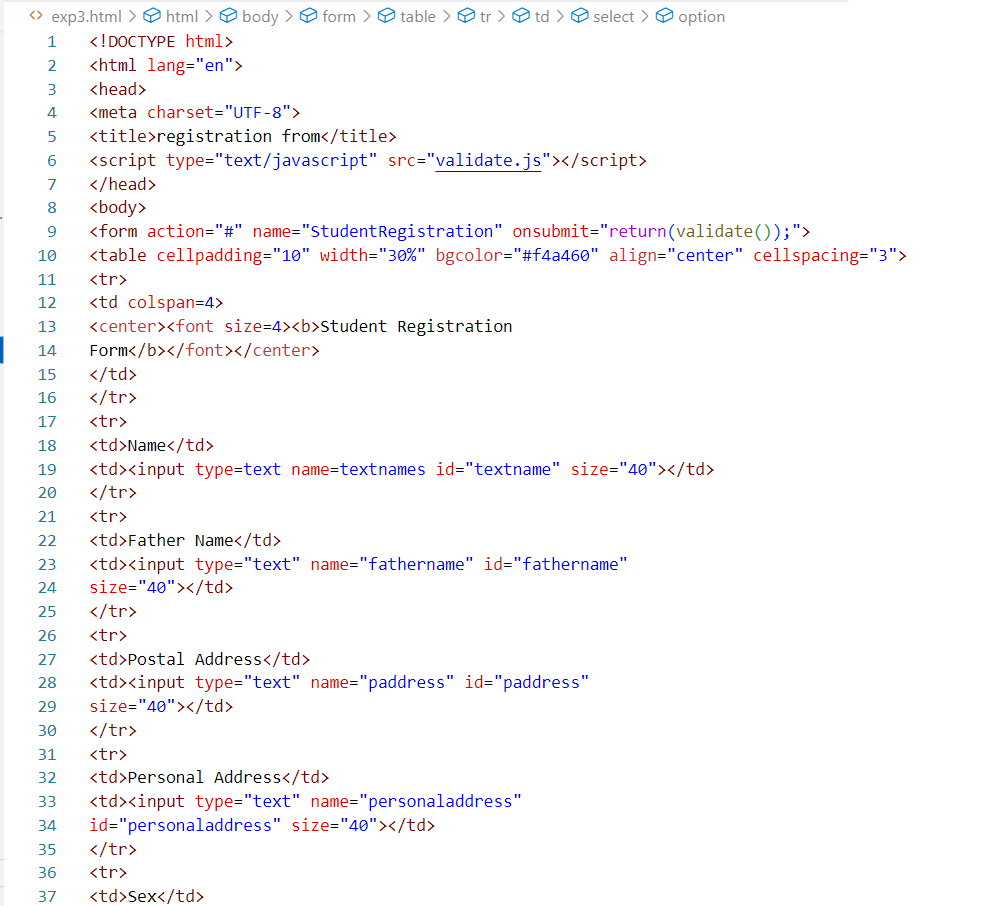 exp3.html > html > body > form > table > tr > td > select > option
1 <!DOCTYPE html>
2 <html lang="en">
3 <head>
4 <meta charset="UTF-8">
5 <title>registration from</title>
6 <script type="text/javascript" src="validate.js"></script>
7 </head>
8 <body>
9 <form action="#" name="StudentRegistration" onsubmit="return(validate());">
10 <table cellpadding="10" width="30%" bgcolor="#f4a460" align="center" cellspacing="3">
11 <tr>
12 <td colspan=4>
13 <center><font size=4><b>Student Registration
14 Form</b></font></center>
15 </td>
16 </tr>
17 <tr>
18 <td>Name</td>
19 <td><input type=text name=textnames id="textname" size="40"></td>
20 </tr>
21 <tr>
22 <td>Father Name</td>
23 <td><input type="text" name="fathername" id="fathername"
24 size="40"></td>
25 </tr>
26 <tr>
27 <td>Postal Address</td>
28 <td><input type="text" name="paddress" id="paddress"
29 size="40"></td>
30 </tr>
31 <tr>
32 <td>Personal Address</td>
33 <td><input type="text" name="personaladdress"
34 id="personaladdress" size="40"></td>
35 </tr>
36 <tr>
37 <td>Sex</td>